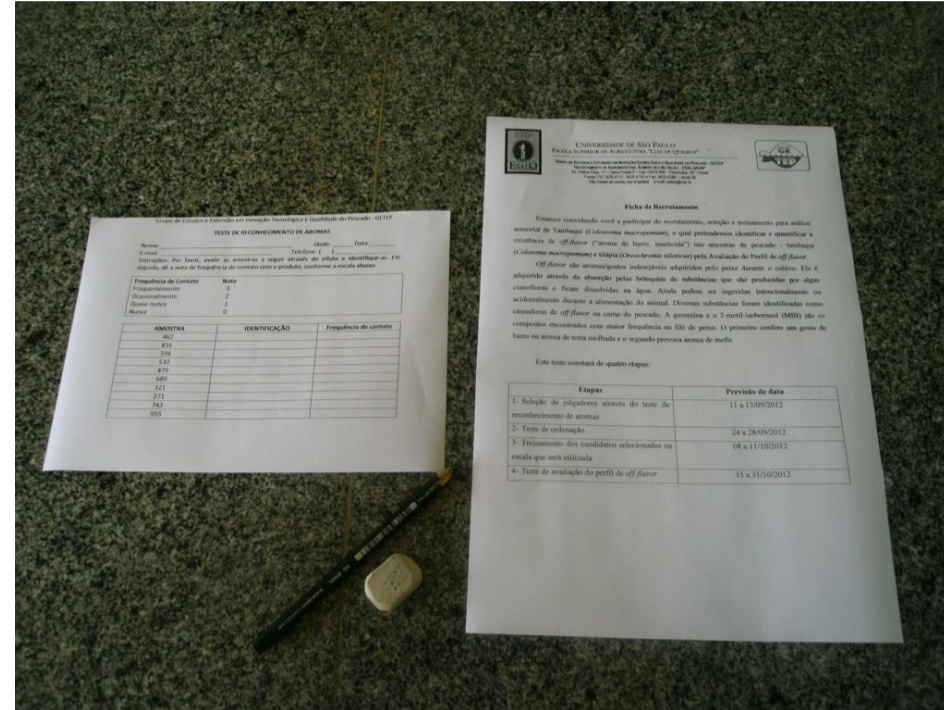 Grupo de Estudos e Extensão em Inovação Tecnológica e Qualidade do Pescado - GETEP
TESTE DE RECONHECIMENTO DE AROMAS
Nome: Idade: Data:
E-mail: Telefone: ( )
Instruções: Por favor, avalie as amostras a seguir através do olfato e identifique-as. Em
seguida, dê a nota de frequência de contato com o produto, conforme a escala abaixo.
Frequência de Contato Nota
Frequentemente 3
Ocasionalmente 2
Quase nunca 1
Nunca 0
AMOSTRA IDENTIFICAÇÃO Frequência de contato
462
816
398
510
479
689
121
271
743
955
ESALQ
UNIVERSIDADE DE SÃO PAULO
ESCOLA SUPERIOR DE AGRICULTURA "LUIZ DE QUEIROZ"
GRUPO DE ESTUDOS E EXTENSÃO EM INOVAÇÃO TECNOLÓGICA E QUALIDADE DO PESCADO - GETEP
Ficha de Recrutamento
Estamos convidando você a participar do recrutamento, seleção e treinamento para análise
sensorial de Tambaqui (Colossoma macropomum), o qual pretendemos identificar e quantificar a
existência de off-flavor ("aroma de barro, inseticida") nas amostras de pescado - tambaqui
(Colossoma macropomum) e tilápia (Oreochromis niloticus) pela Avaliação do Perfil de off-flavor.
Off-flavor são aromas/gostos indesejáveis adquiridos pelo peixe durante o cultivo. Ele é
adquirido através da absorção pelas brânquias de substâncias que são produzidas por algas
cianofíceas e ficam dissolvidas na água. Ainda podem ser ingeridas intencionalmente ou
acidentalmente durante a alimentação do animal. Diversas substâncias foram identificadas como
causadoras de off-flavor na carne do pescado. A geosmina e o 2-metil-isoborneol (MIB) são os
compostos encontrados com maior frequência no filé de peixe. O primeiro confere um gosto de
barro ou aroma de terra molhada e o segundo provoca aroma de mofo.
Este teste constará de quatro etapas:
Etapas Previsão de data
1- Seleção de julgadores através do teste de 11 a 13/09/2012
reconhecimento de aromas
2- Teste de ordenação 24 a 28/09/2012
3- Treinamento dos candidatos selecionados na 08 a 11/10/2012
escala que será utilizada
4- Teste de avaliação do perfil de off-flavor 15 a 31/10/2012